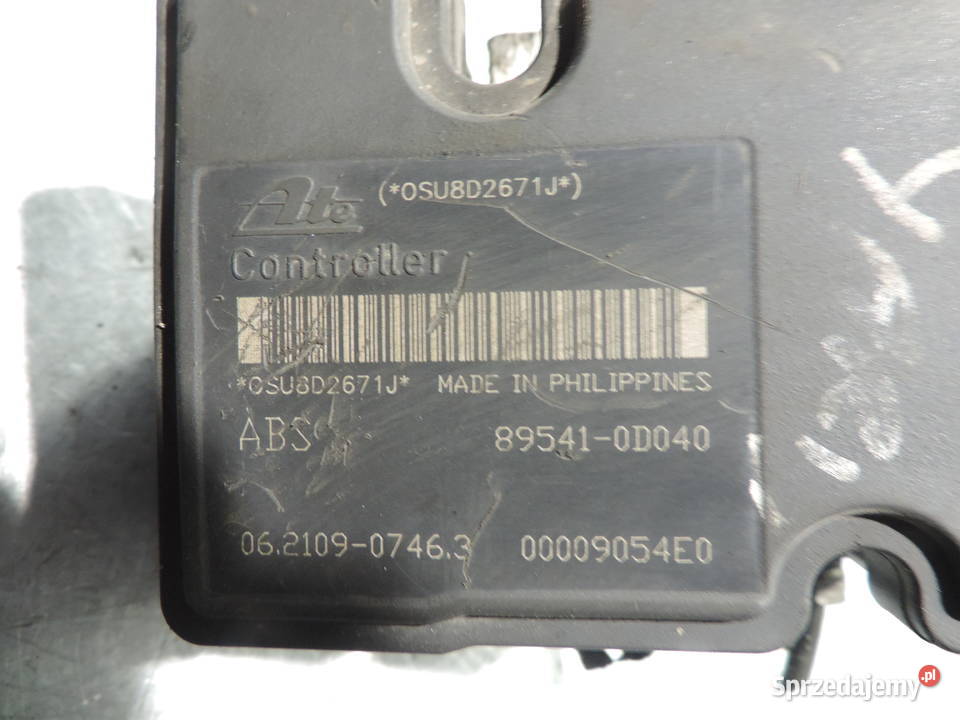 Ate (*OSU8D2671J*)
Controller
*OSU8D2671J* MADE IN PHILIPPINES
ABS 89541-0D040
06.2109-0746.3 00009054E0
Sprzedajemy.pl